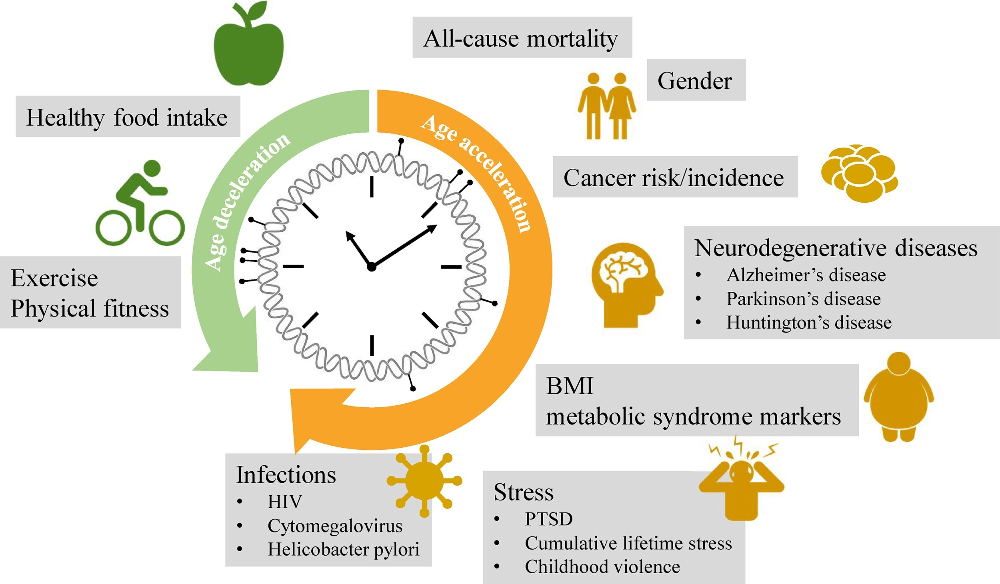 All-cause mortality
Gender
Healthy food intake
Age deceleration
Age acceleration
Cancer risk/incidence
Exercise
Physical fitness
Neurodegenerative diseases
• Alzheimer’s disease
• Parkinson’s disease
• Huntington’s disease
BMI
metabolic syndrome markers
Infections
• HIV
• Cytomegalovirus
• Helicobacter pylori
Stress
• PTSD
• Cumulative lifetime stress
• Childhood violence